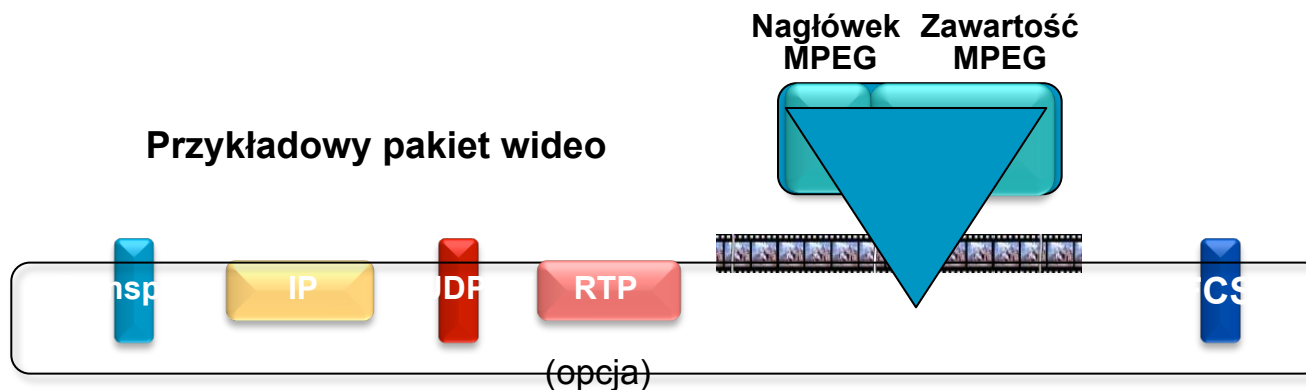 Nagłówek Zawartość
MPEG MPEG
Przykładowy pakiet wideo
IP RTP
(opcja)